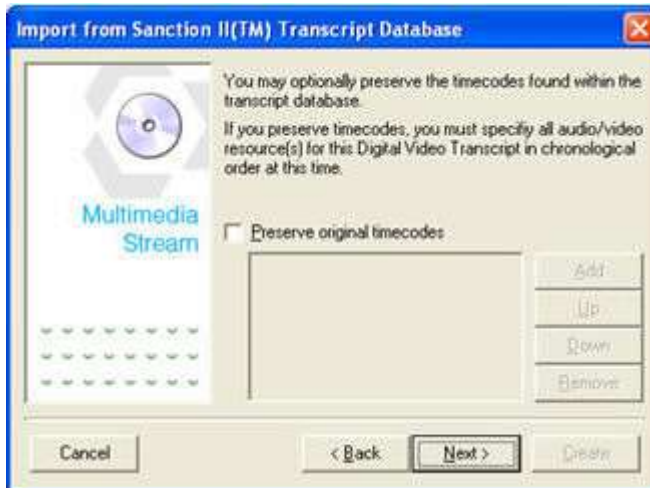 Import from Sanction II(TM) Transcript Database
You may optionally preserve the timecodes found within the
transcript database.
If you preserve timecodes, you must specifiy all audio/video
resource(s) for this Digital Video Transcript in chronological
order at this time.
Multimedia
Stream
Preserve original timecodes
Add
Up
Down
Remove
Cancel
< Back
Next >
Create